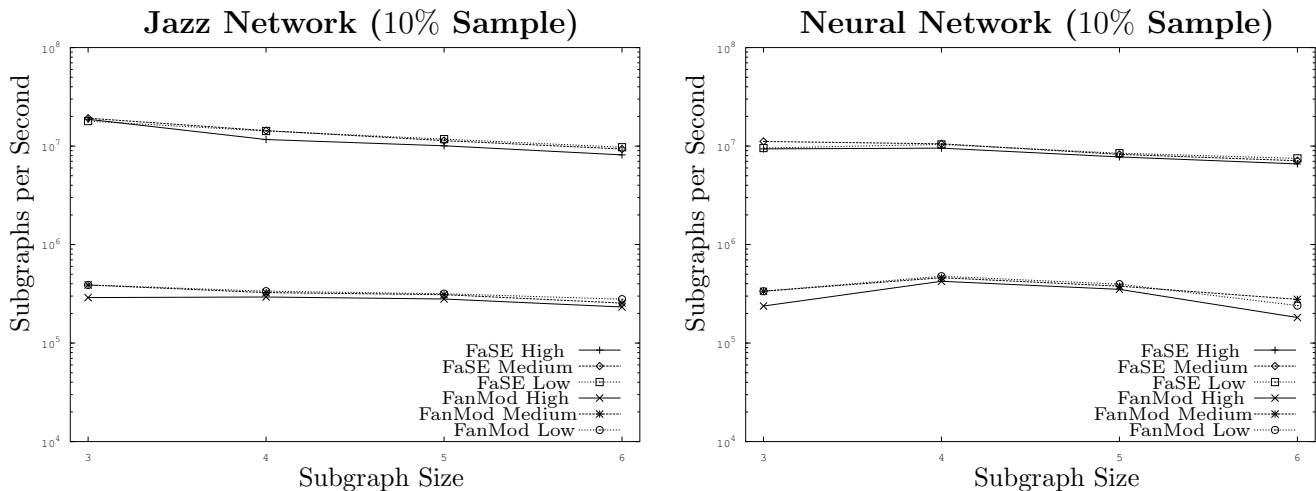 Jazz Network (10% Sample)
Subgraphs per Second
10^8
10^7
10^6
10^5
10^4
FaSE High
FaSE Medium
FaSE Low
FanMod High
FanMod Medium
FanMod Low
3 4 5 6
Subgraph Size
Neural Network (10% Sample)
Subgraphs per Second
10^8
10^7
10^6
10^5
10^4
FaSE High
FaSE Medium
FaSE Low
FanMod High
FanMod Medium
FanMod Low
3 4 5 6
Subgraph Size